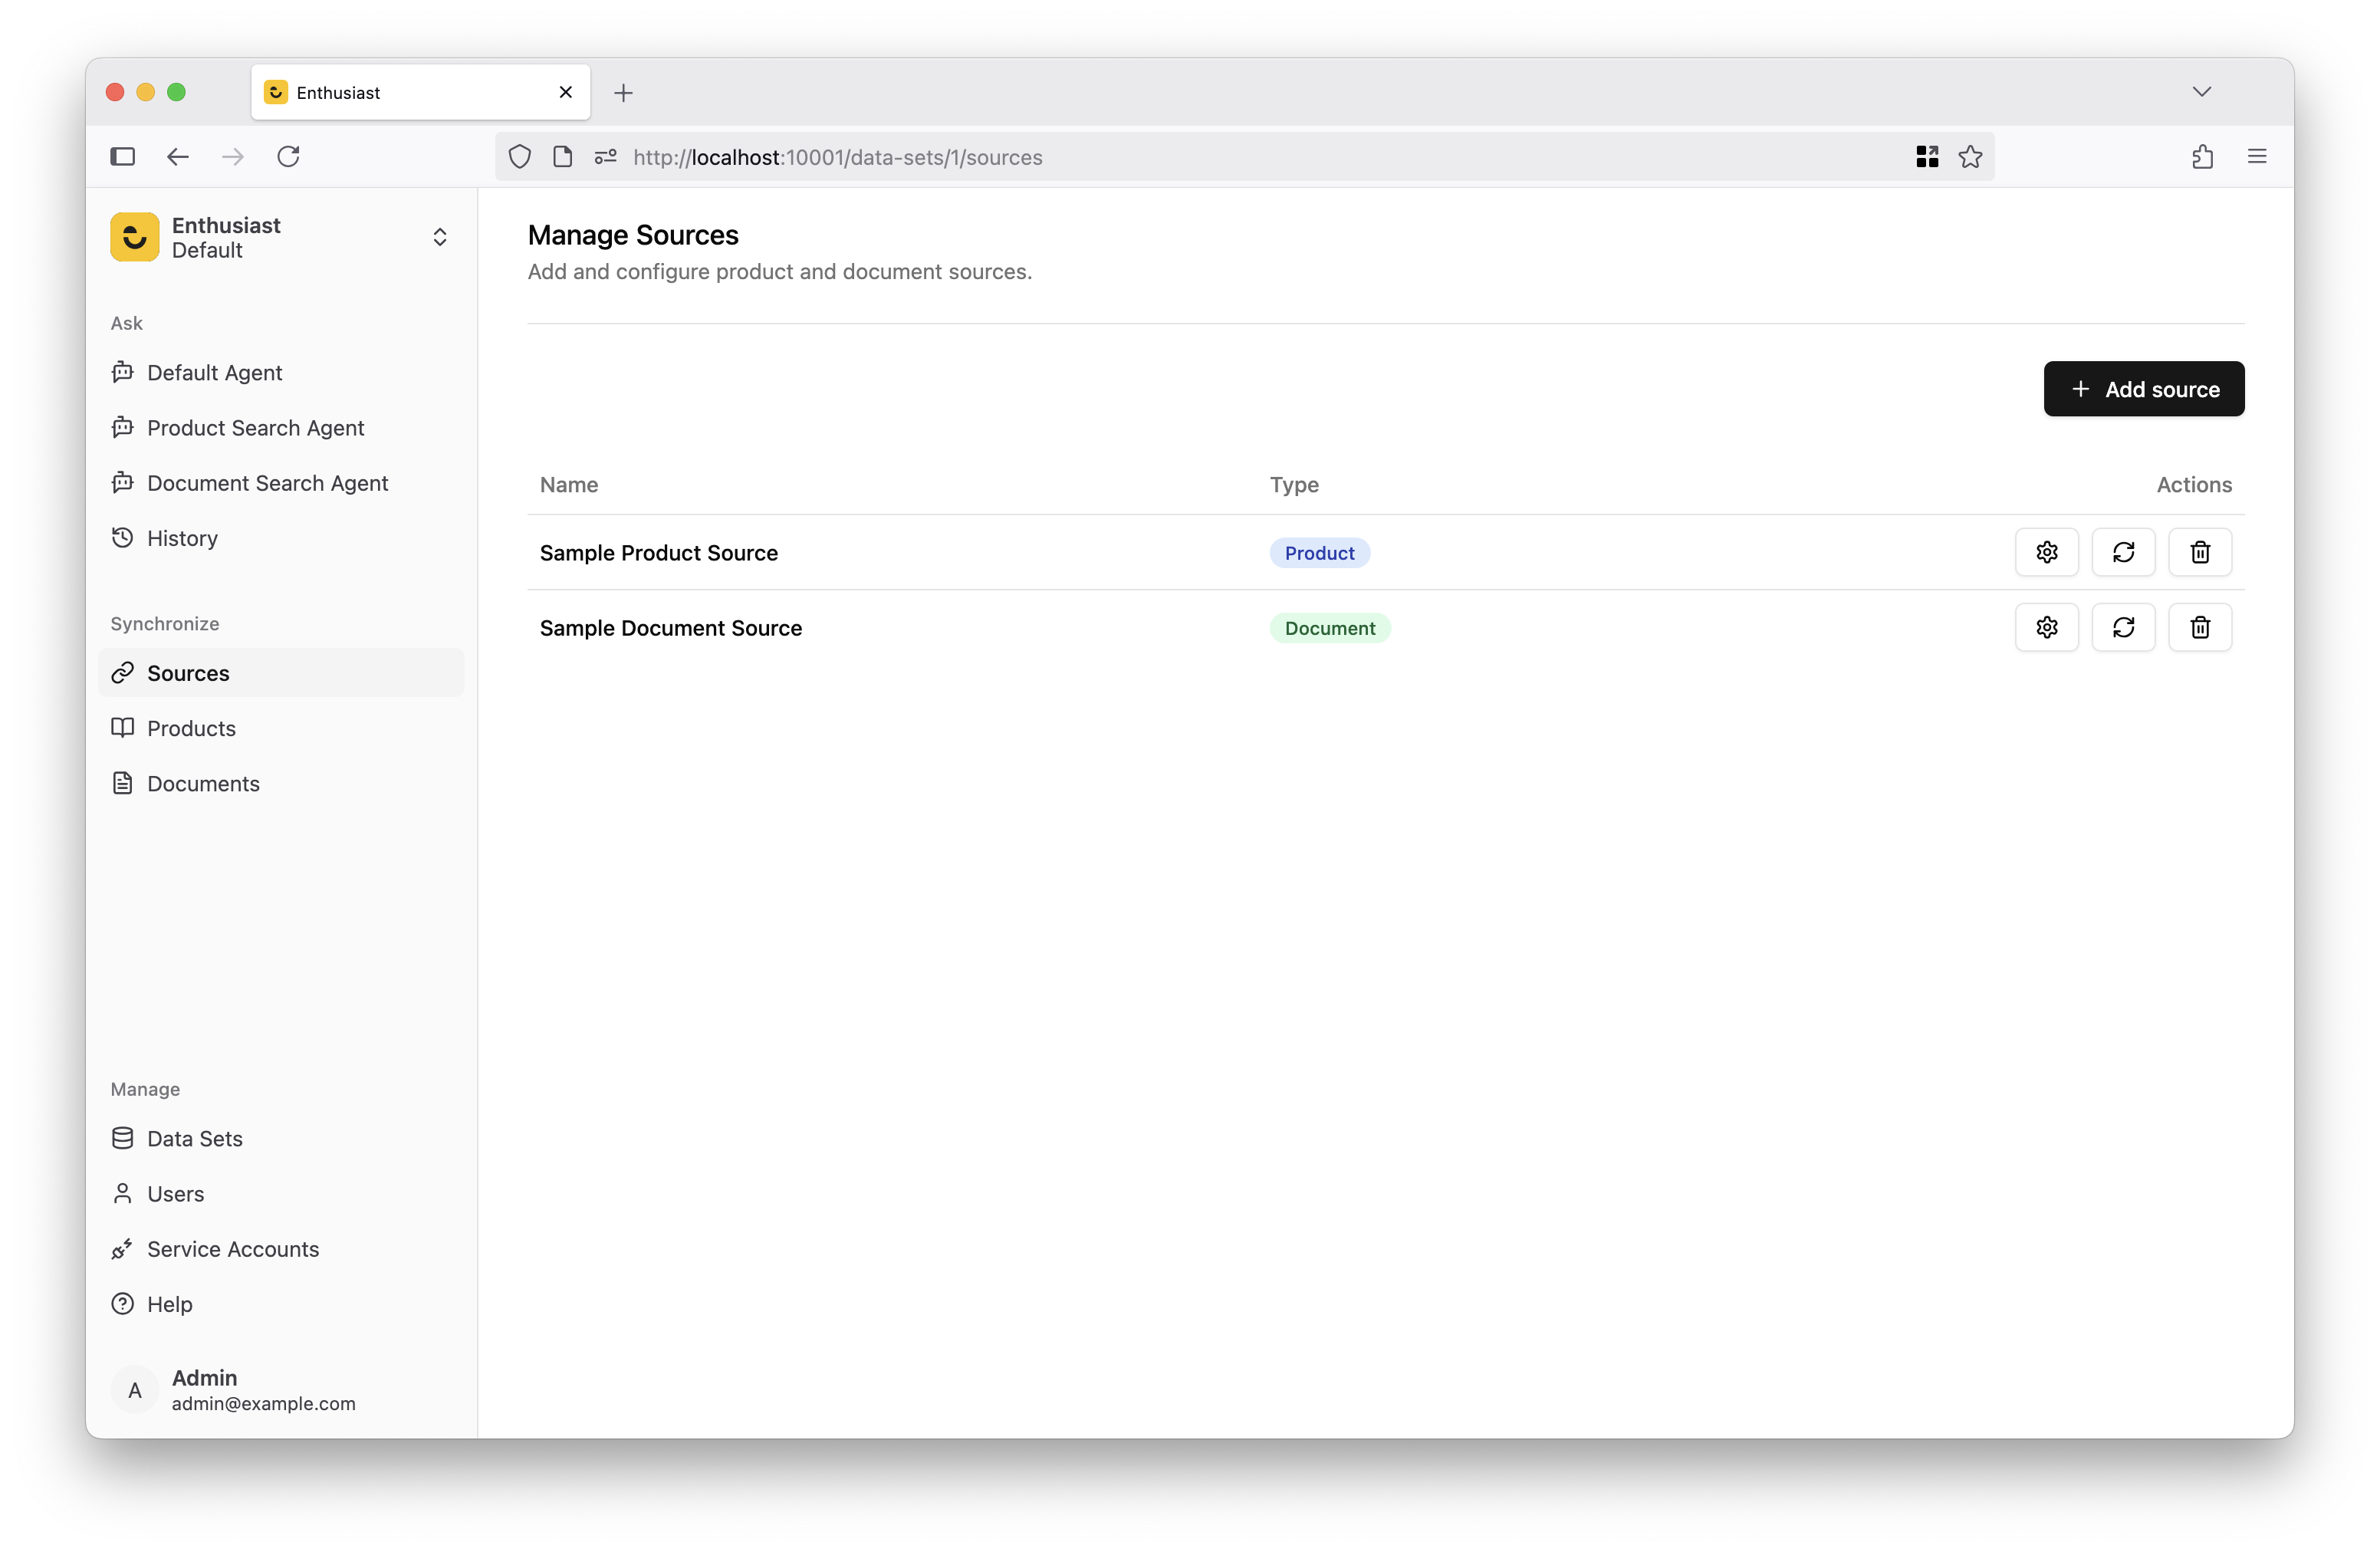 Enthusiast
http://localhost:10001/data-sets/1/sources
Enthusiast
Default
Ask
Default Agent
Product Search Agent
Document Search Agent
History
Synchronize
Sources
Products
Documents
Manage
Data Sets
Users
Service Accounts
Help
A
Admin
admin@example.com
Manage Sources
Add and configure product and document sources.
Add source
Name Type Actions
Sample Product Source Product
Sample Document Source Document